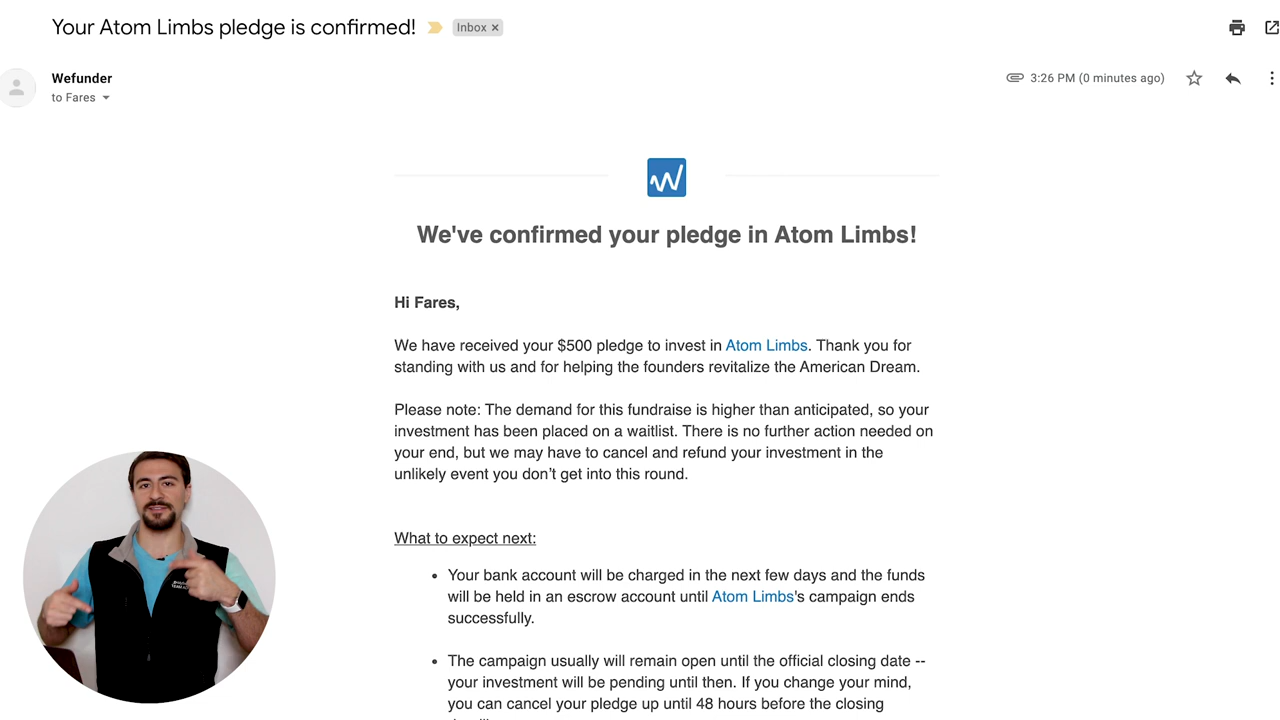 Your Atom Limbs pledge is confirmed!
Inbox ×
Wefunder
3:26 PM (0 minutes ago)
to Fares
We've confirmed your pledge in Atom Limbs!
Hi Fares,
We have received your $500 pledge to invest in Atom Limbs. Thank you for
standing with us and for helping the founders revitalize the American Dream.
Please note: The demand for this fundraise is higher than anticipated, so your
investment has been placed on a waitlist. There is no further action needed on
your end, but we may have to cancel and refund your investment in the
unlikely event you don’t get into this round.
What to expect next:
• Your bank account will be charged in the next few days and the funds
will be held in an escrow account until Atom Limbs's campaign ends
successfully.
• The campaign usually will remain open until the official closing date --
your investment will be pending until then. If you change your mind,
you can cancel your pledge up until 48 hours before the closing